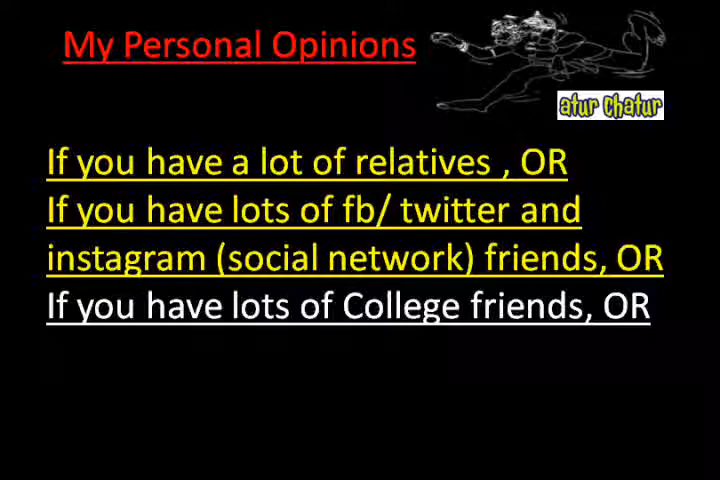 My Personal Opinions
atur chatur
If you have a lot of relatives , OR
If you have lots of fb/ twitter and
instagram (social network) friends, OR
If you have lots of College friends, OR